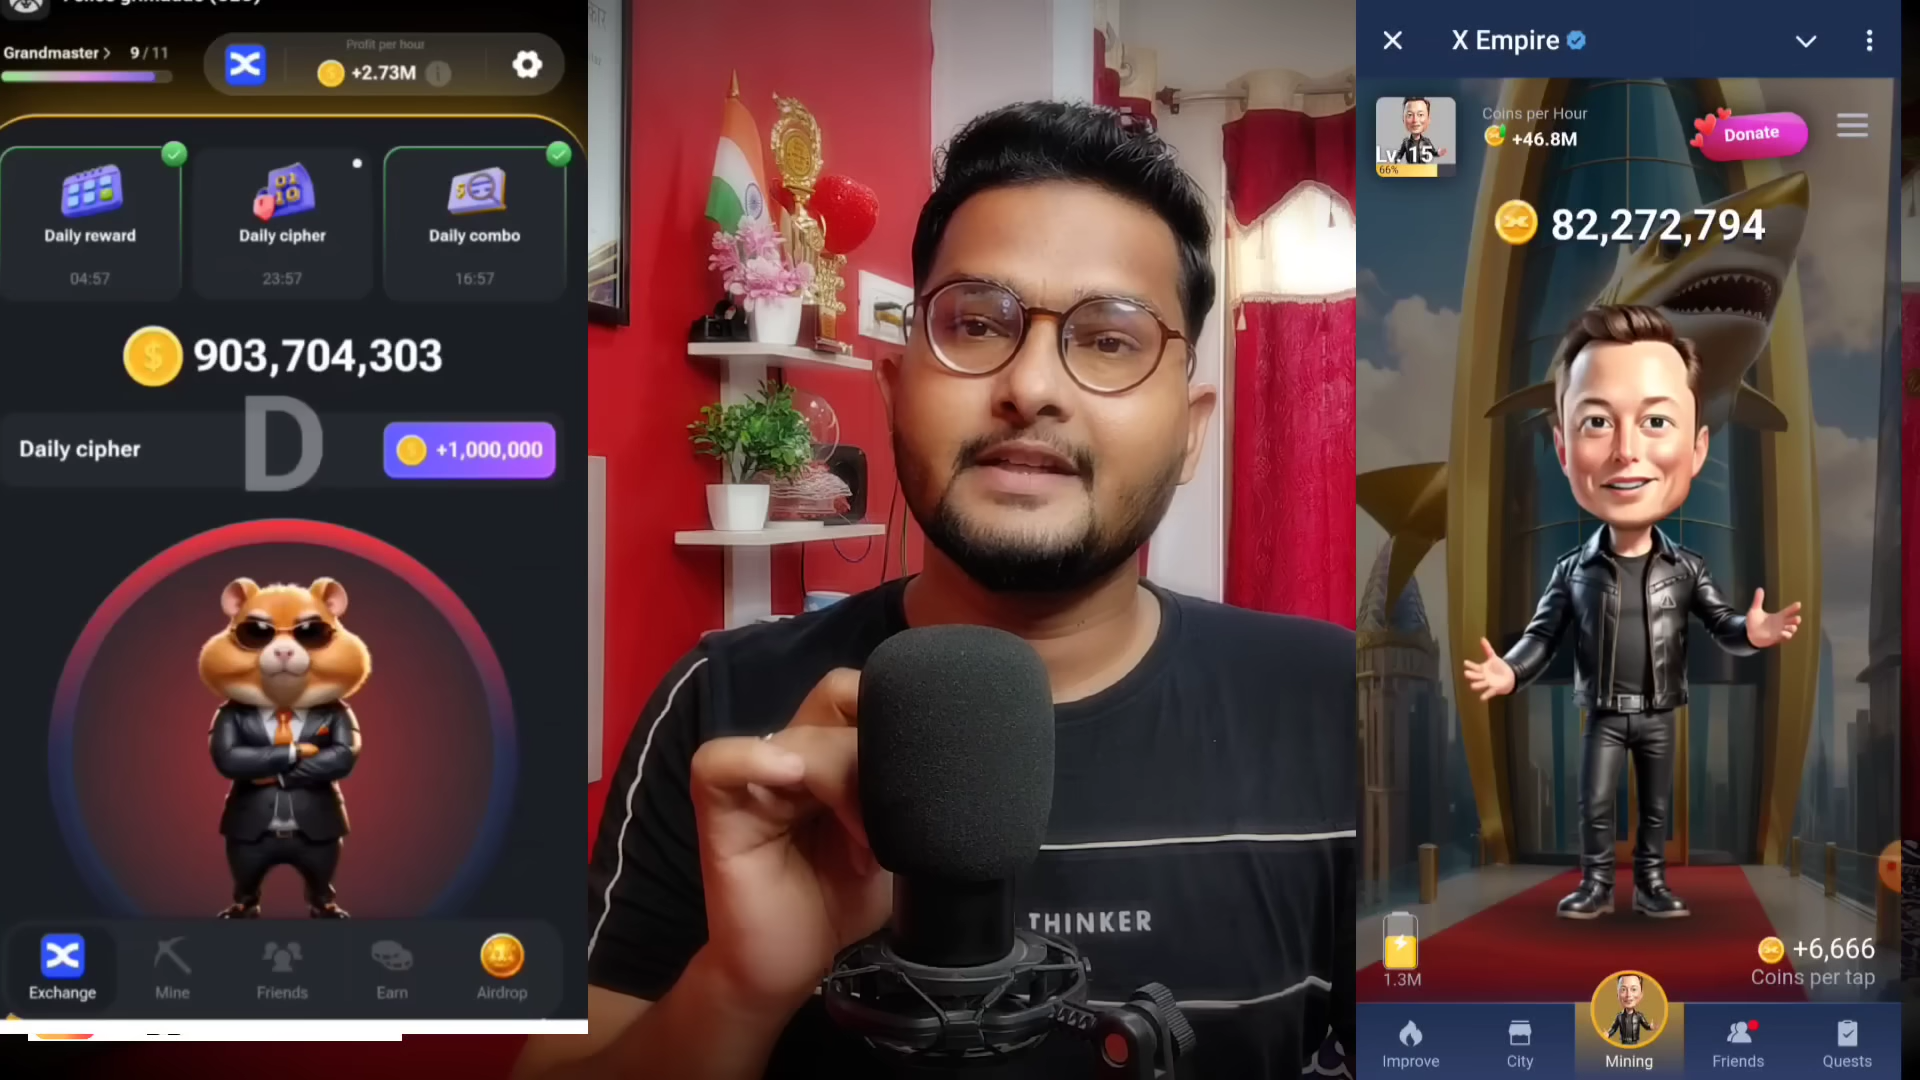 Grandmaster > 9/11
Profit per hour
+2.73M
Daily reward
04:57
Daily cipher
23:57
Daily combo
16:57
903,704,303
Daily cipher
D
+1,000,000
Exchange
Mine
Friends
Earn
Airdrop
THINKER
X Empire
Coins per Hour
+46.8M
Lv. 15
66%
Donate
82,272,794
1.3M
+6,666
Coins per tap
Improve
City
Mining
Friends
Quests